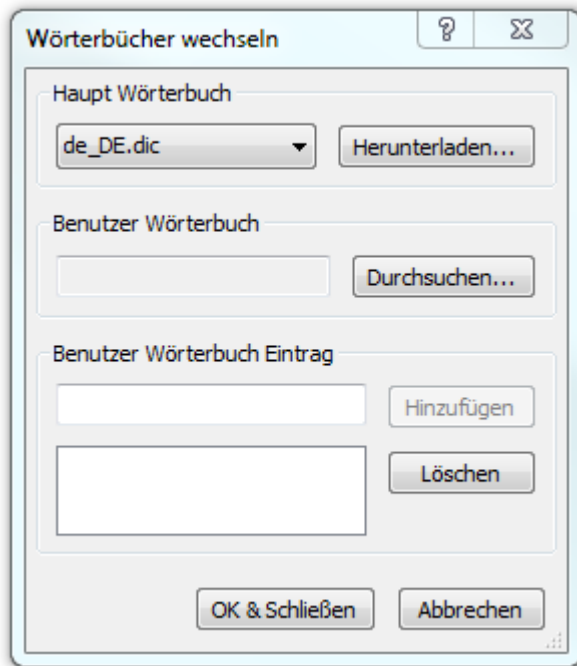 Wörterbücher wechseln
Haupt Wörterbuch
de_DE.dic
Herunterladen...
Benutzer Wörterbuch
Durchsuchen...
Benutzer Wörterbuch Eintrag
Hinzufügen
Löschen
OK & Schließen
Abbrechen